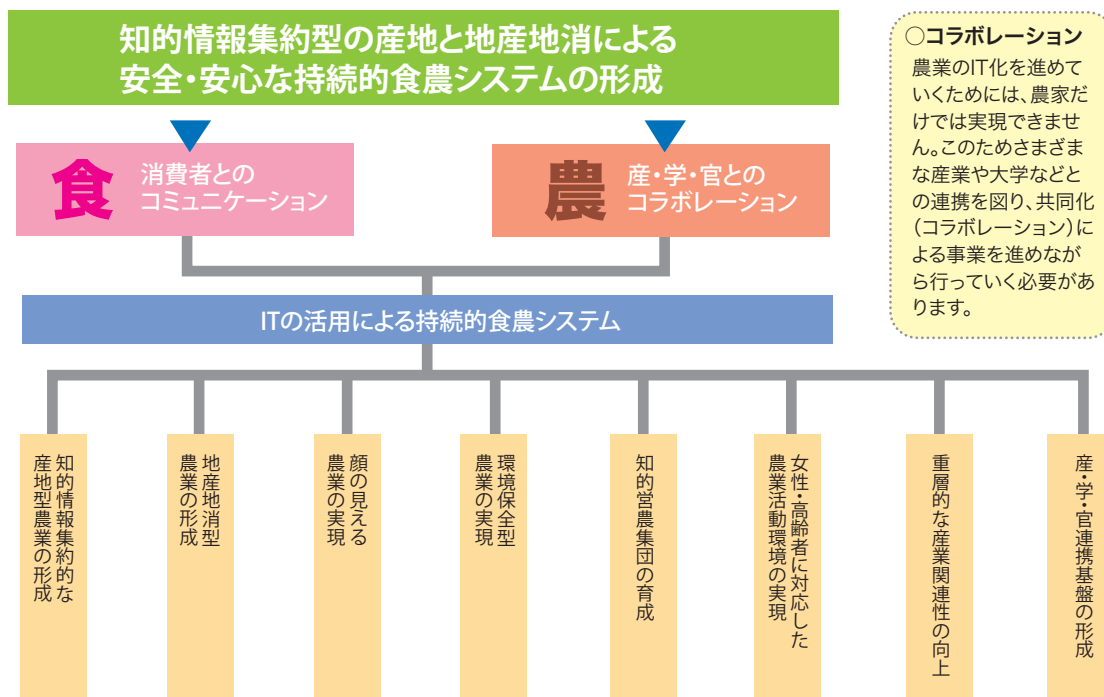 知的情報集約型の産地と地産地消による
安全・安心な持続的食農システムの形成
食
消費者との
コミュニケーション
農
産・学・官との
コラボレーション
ITの活用による持続的食農システム
知的情報集約的な
産地型農業の形成
地産地消型
農業の形成
顔の見える
農業の実現
環境保全型
農業の実現
知的営農集団の育成
女性・高齢者に対応した
農業活動環境の実現
重層的な産業関連性の向上
産・学・官連携基盤の形成
○コラボレーション
農業のIT化を進めて
いくためには、農家だ
けでは実現できませ
ん。このためさまざま
な産業や大学などと
の連携を図り、共同化
（コラボレーション）に
よる事業を進めなが
ら行っていく必要があ
ります。